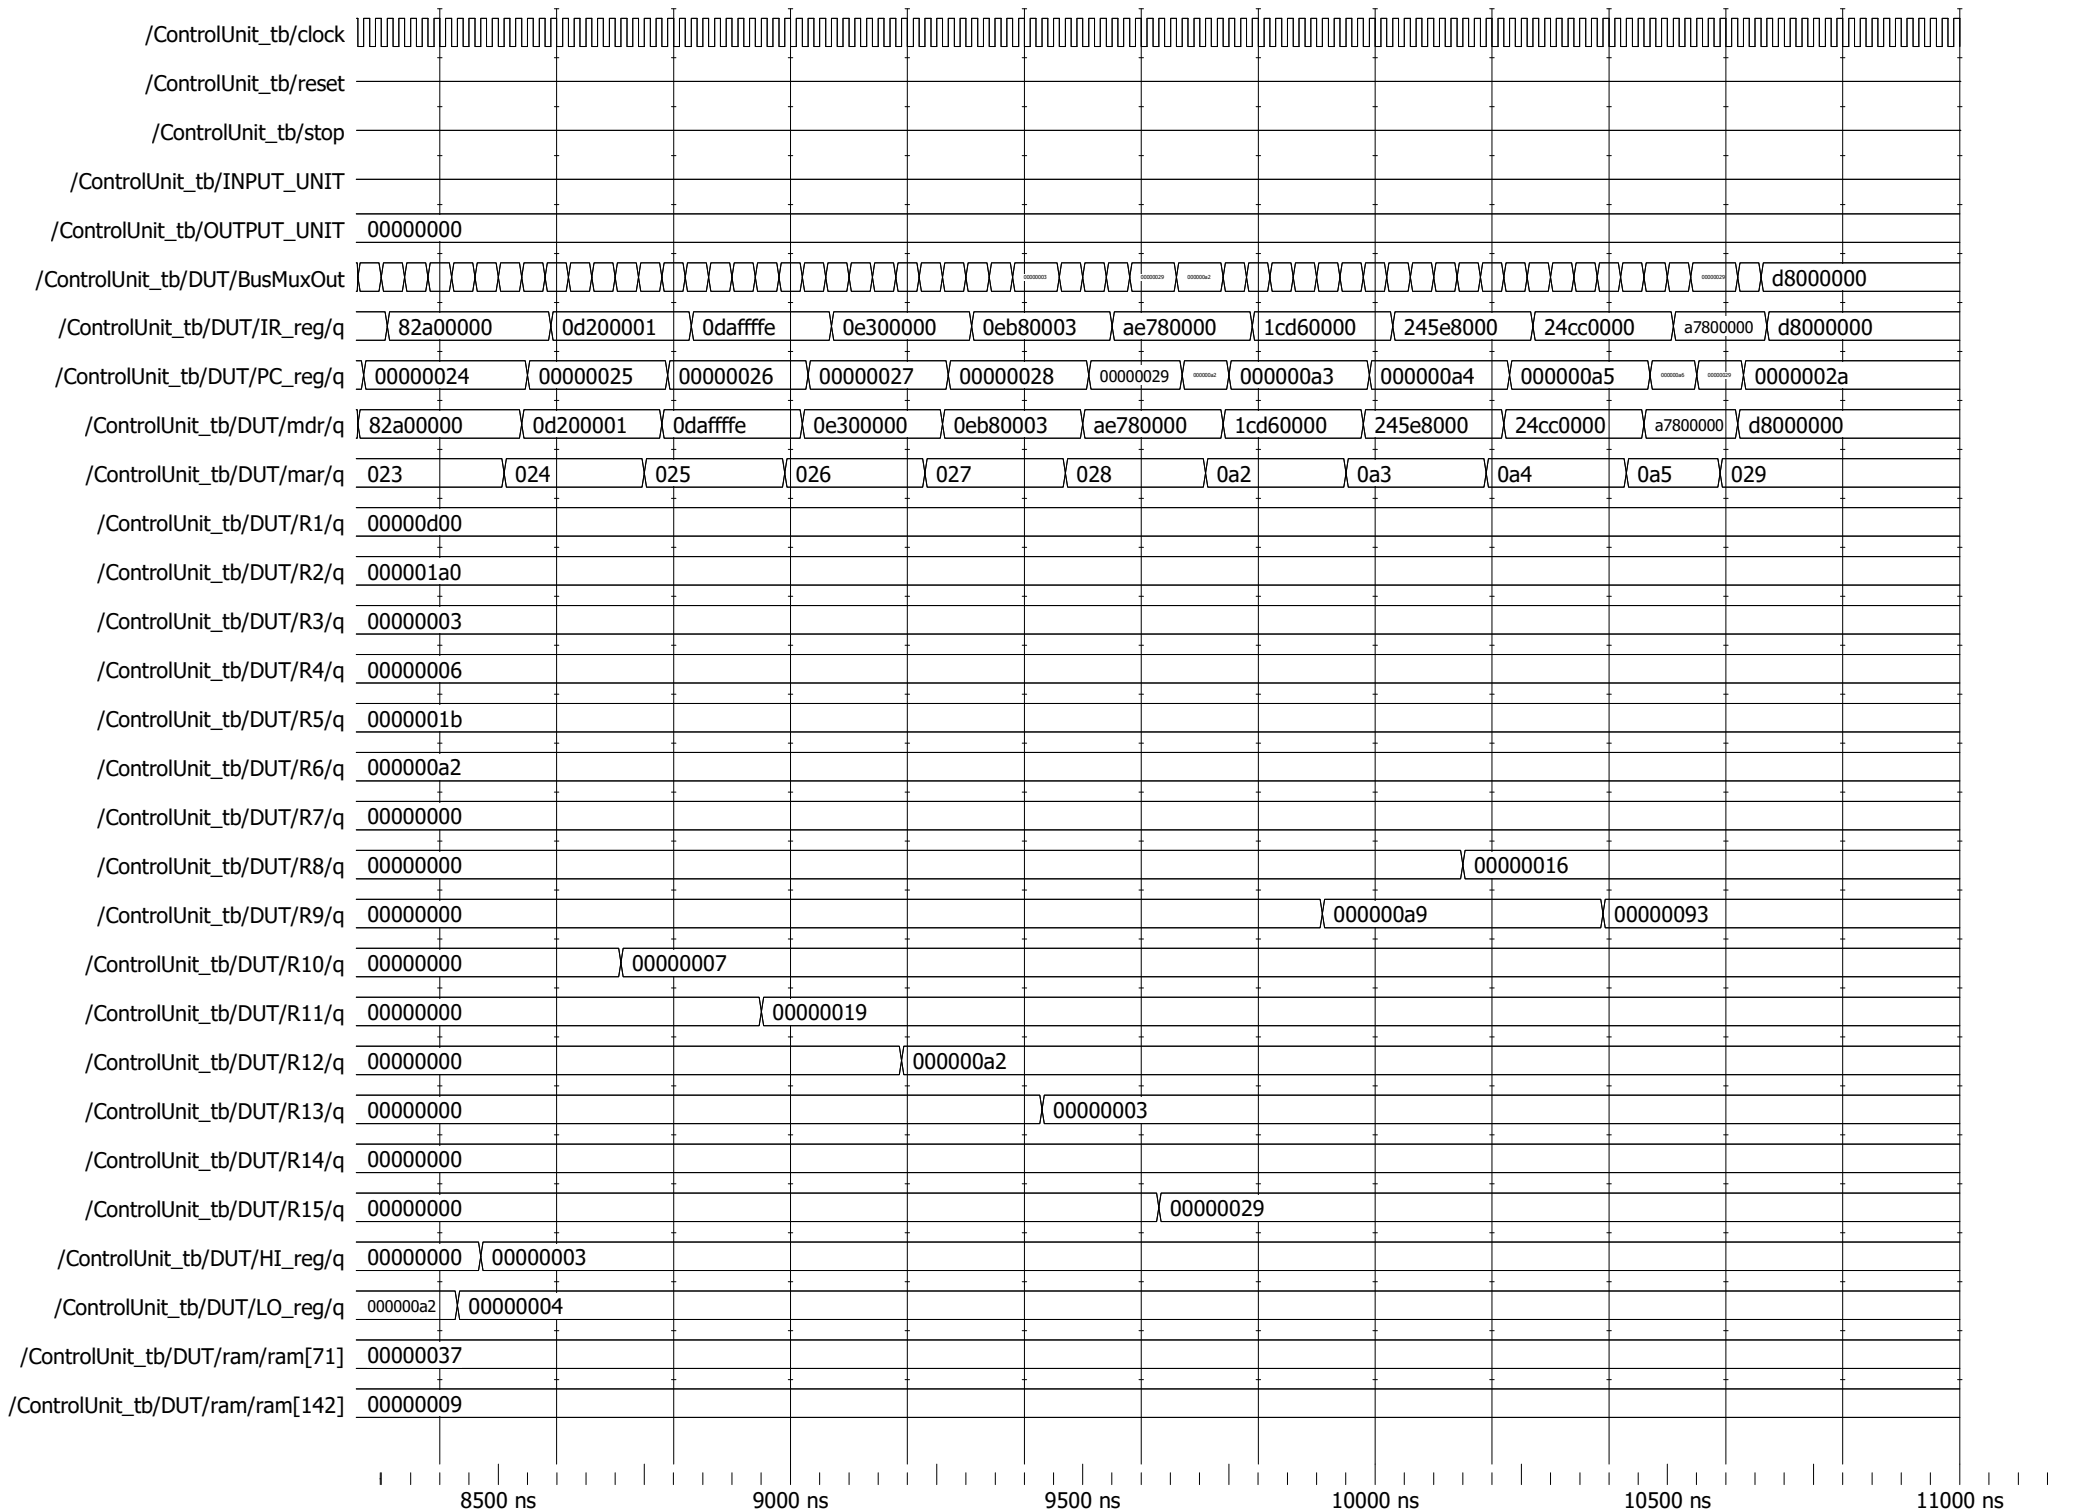 /ControlUnit_tb/clock
/ControlUnit_tb/reset
/ControlUnit_tb/stop
/ControlUnit_tb/INPUT_UNIT
/ControlUnit_tb/OUTPUT_UNIT 00000000
/ControlUnit_tb/DUT/BusMuxOut 00000003 00000029 000000a2 00000029 d8000000
/ControlUnit_tb/DUT/IR_reg/q 82a00000 0d200001 0daffffe 0e300000 0eb80003 ae780000 1cd60000 245e8000 24cc0000 a7800000 d8000000
/ControlUnit_tb/DUT/PC_reg/q 00000024 00000025 00000026 00000027 00000028 00000029 000000a2 000000a3 000000a4 000000a5 000000a6 00000029 0000002a
/ControlUnit_tb/DUT/mdr/q 82a00000 0d200001 0daffffe 0e300000 0eb80003 ae780000 1cd60000 245e8000 24cc0000 a7800000 d8000000
/ControlUnit_tb/DUT/mar/q 023 024 025 026 027 028 0a2 0a3 0a4 0a5 029
/ControlUnit_tb/DUT/R1/q 00000d00
/ControlUnit_tb/DUT/R2/q 000001a0
/ControlUnit_tb/DUT/R3/q 00000003
/ControlUnit_tb/DUT/R4/q 00000006
/ControlUnit_tb/DUT/R5/q 0000001b
/ControlUnit_tb/DUT/R6/q 000000a2
/ControlUnit_tb/DUT/R7/q 00000000
/ControlUnit_tb/DUT/R8/q 00000000 00000016
/ControlUnit_tb/DUT/R9/q 00000000 000000a9 00000093
/ControlUnit_tb/DUT/R10/q 00000000 00000007
/ControlUnit_tb/DUT/R11/q 00000000 00000019
/ControlUnit_tb/DUT/R12/q 00000000 000000a2
/ControlUnit_tb/DUT/R13/q 00000000 00000003
/ControlUnit_tb/DUT/R14/q 00000000
/ControlUnit_tb/DUT/R15/q 00000000 00000029
/ControlUnit_tb/DUT/HI_reg/q 00000000 00000003
/ControlUnit_tb/DUT/LO_reg/q 000000a2 00000004
/ControlUnit_tb/DUT/ram/ram[71] 00000037
/ControlUnit_tb/DUT/ram/ram[142] 00000009
8500 ns 9000 ns 9500 ns 10000 ns 10500 ns 11000 ns